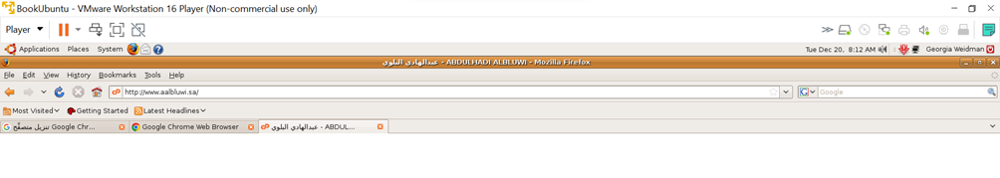 BookUbuntu - VMware Workstation 16 Player (Non-commercial use only)
Player
Applications Places System Tue Dec 20, 8:12 AM Georgia Weidman
عبدالهادي البلوي - ABDULHADI ALBLUWI - Mozilla Firefox
File Edit View History Bookmarks Tools Help
http://www.aalbluwi.sa/ Google
Most Visited Getting Started Latest Headlines
تنزيل متصفّح Google Chr... Google Chrome Web Browser عبدالهادي البلوي - ABDUL...